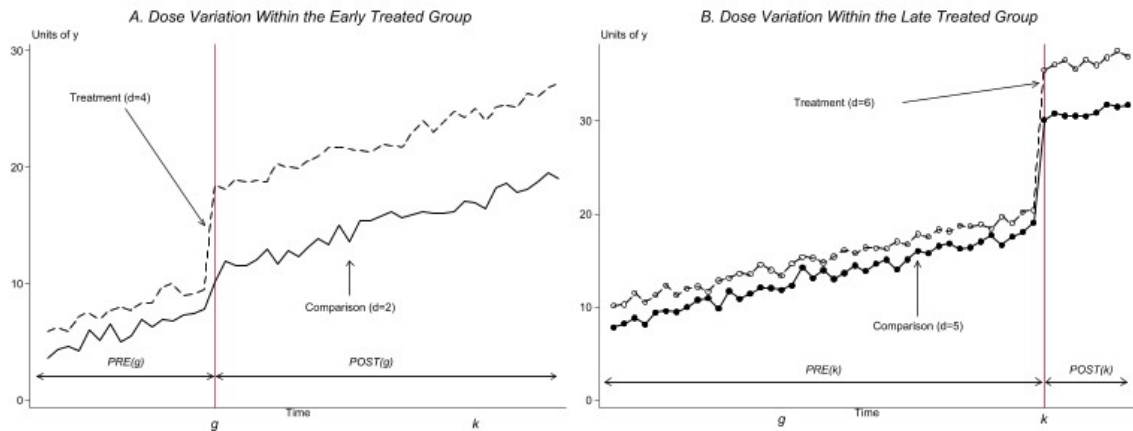 A. Dose Variation Within the Early Treated Group
Units of y
30
20
10
0
Treatment (d=4)
Comparison (d=2)
PRE(g)
POST(g)
Time
g
k
B. Dose Variation Within the Late Treated Group
Units of y
30
20
10
0
Treatment (d=6)
Comparison (d=5)
PRE(k)
POST(k)
Time
g
k